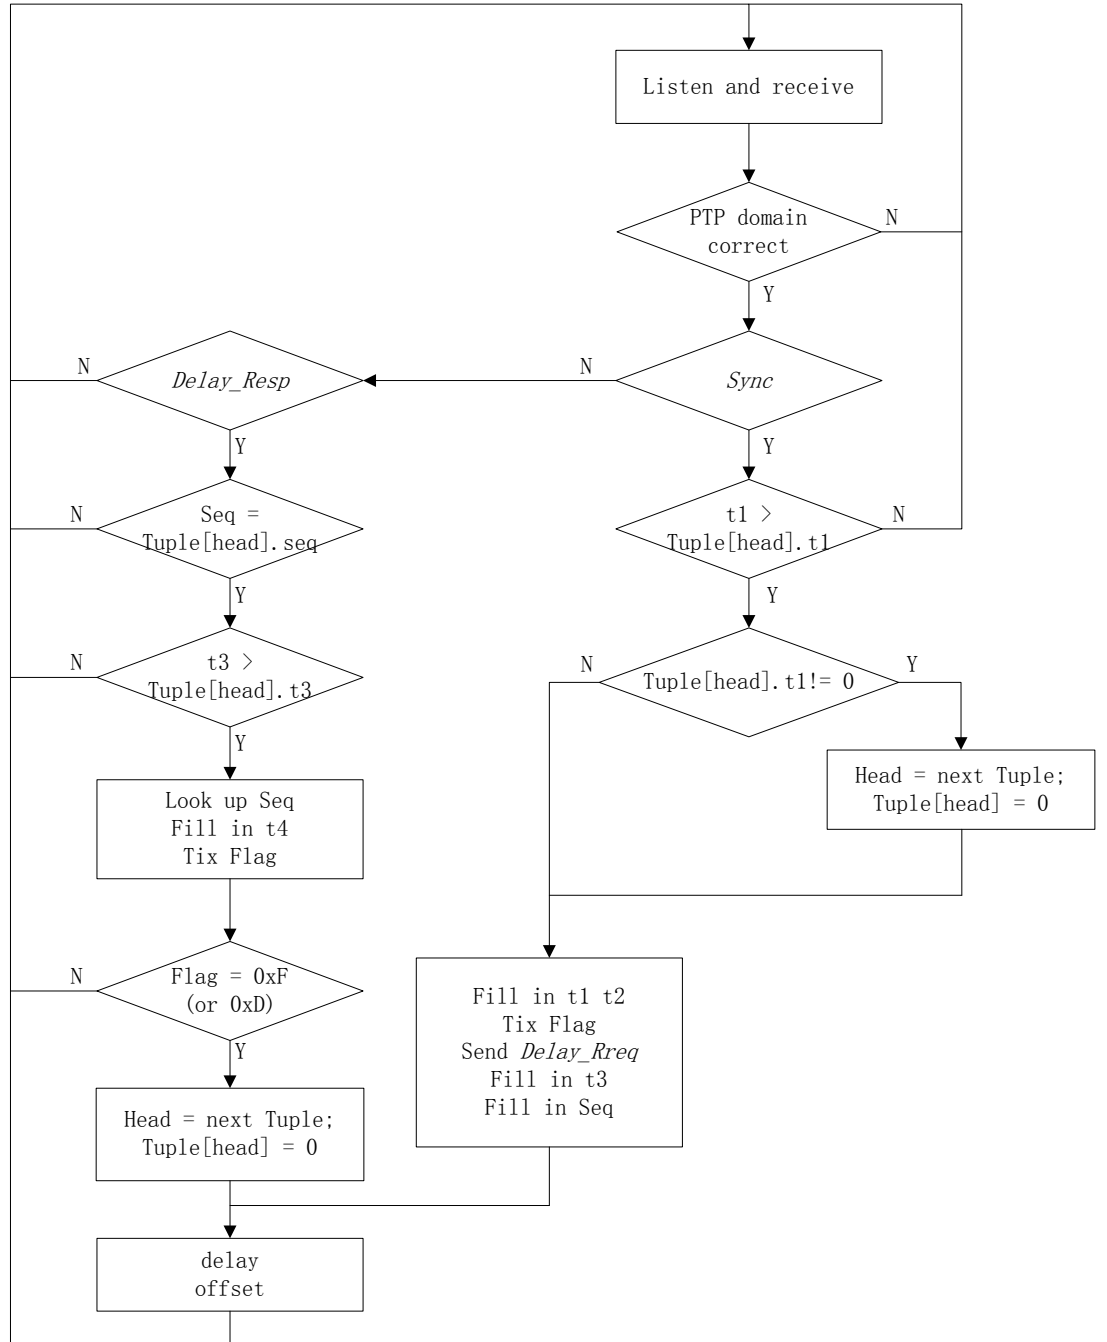 Listen and receive
PTP domain
correct
N
Y
Sync
N
Y
Delay_Resp
N
Y
t1 >
Tuple[head].t1
N
Y
Seq =
Tuple[head].seq
N
Y
Tuple[head].t1!= 0
N
Y
t3 >
Tuple[head].t3
N
Y
Head = next Tuple;
Tuple[head] = 0
Look up Seq
Fill in t4
Tix Flag
Flag = 0xF
(or 0xD)
N
Y
Fill in t1 t2
Tix Flag
Send Delay_Rreq
Fill in t3
Fill in Seq
Head = next Tuple;
Tuple[head] = 0
delay
offset